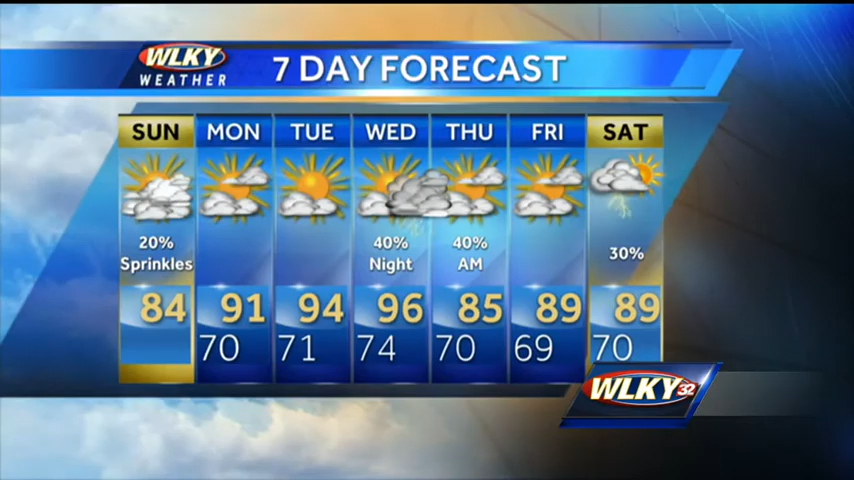 WLKY
WEATHER
7 DAY FORECAST
SUN MON TUE WED THU FRI SAT
20% 40% 40% 30%
Sprinkles Night AM
84 91 94 96 85 89 89
70 71 74 70 69 70
WLKY 32